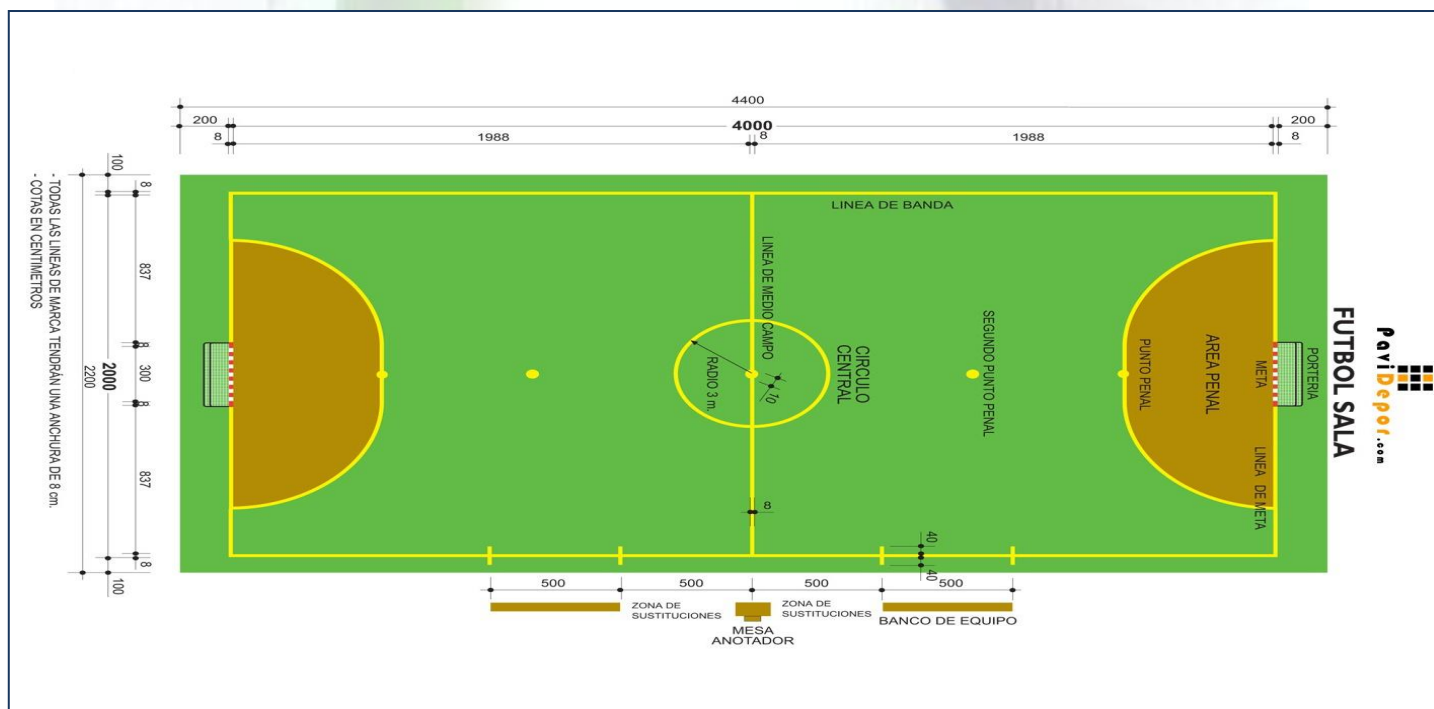 4400
200
4000
200
8
1988
8
1988
8
100
8
837
8
300
8
837
8
100
2000
2200
- TODAS LAS LINEAS DE MARCA TENDRÁN UNA ANCHURA DE 8 cm.
- COTAS EN CENTIMETROS
LINEA DE BANDA
LINEA DE MEDIO CAMPO
CIRCULO
CENTRAL
RADIO 3 m.
10
SEGUNDO PUNTO PENAL
PUNTO PENAL
AREA PENAL
META
LINEA DE META
PORTERIA
FUTBOL SALA
PaviDepor.com
8
40
40
500
500
500
500
ZONA DE
SUSTITUCIONES
MESA
ANOTADOR
ZONA DE
SUSTITUCIONES
BANCO DE EQUIPO